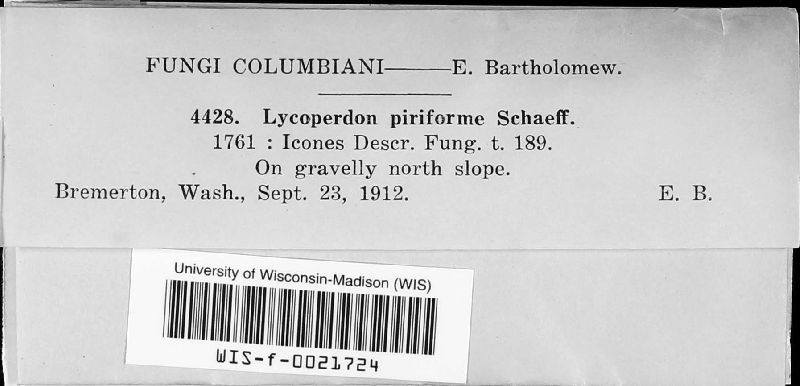 FUNGI COLUMBIANI——E. Bartholomew.
4428. Lycoperdon piriforme Schaeff.
1761 : Icones Descr. Fung. t. 189.
On gravelly north slope.
Bremerton, Wash., Sept. 23, 1912. E. B.
University of Wisconsin-Madison (WIS)
WIS-f-0021724